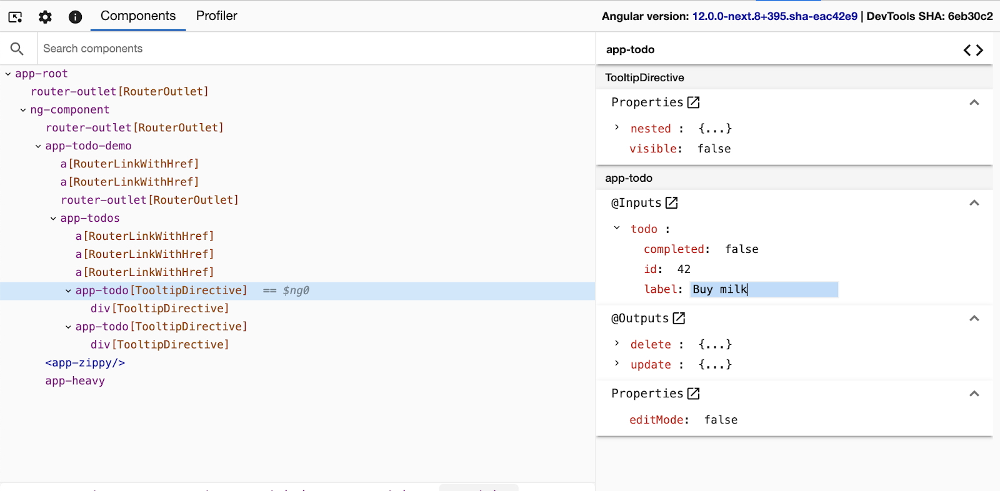 Components Profiler Angular version: 12.0.0-next.8+395.sha-eac42e9 | DevTools SHA: 6eb30c2
Search components
app-root
router-outlet[RouterOutlet]
ng-component
router-outlet[RouterOutlet]
app-todo-demo
a[RouterLinkWithHref]
a[RouterLinkWithHref]
router-outlet[RouterOutlet]
app-todos
a[RouterLinkWithHref]
a[RouterLinkWithHref]
a[RouterLinkWithHref]
app-todo[TooltipDirective] == $ng0
div[TooltipDirective]
app-todo[TooltipDirective]
div[TooltipDirective]
<app-zippy/>
app-heavy
app-todo
TooltipDirective
Properties
nested : {...}
visible: false
app-todo
@Inputs
todo :
completed: false
id: 42
label: Buy milk
@Outputs
delete : {...}
update : {...}
Properties
editMode: false